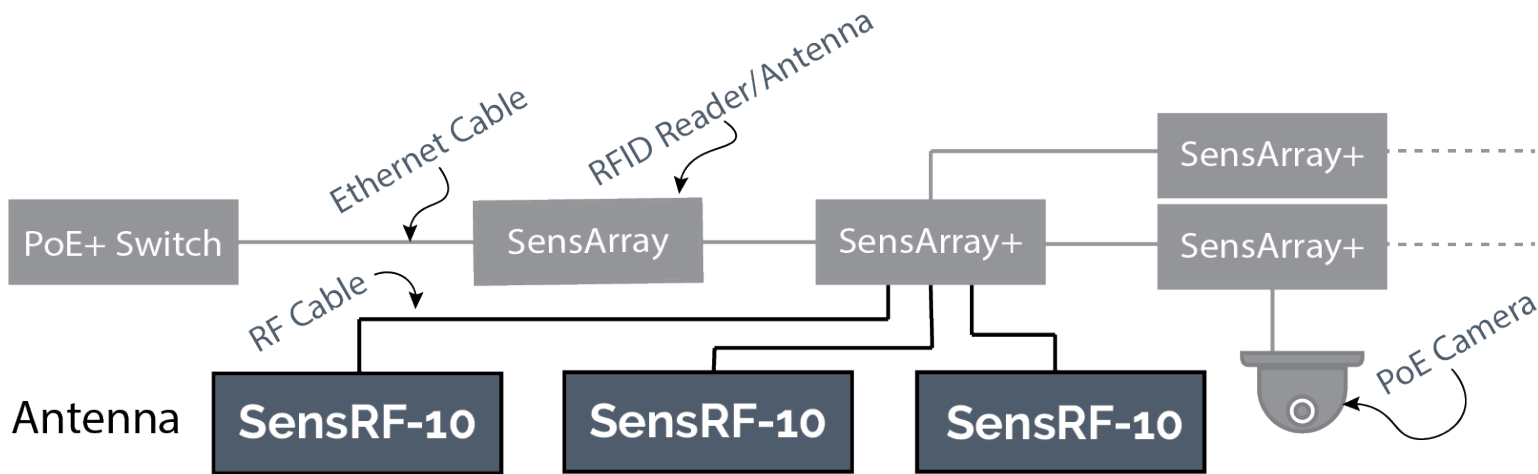 RFID Reader/Antenna
Ethernet Cable
SensArray+
PoE+ Switch
SensArray
SensArray+
SensArray+
RF Cable
PoE Camera
Antenna
SensRF-10
SensRF-10
SensRF-10